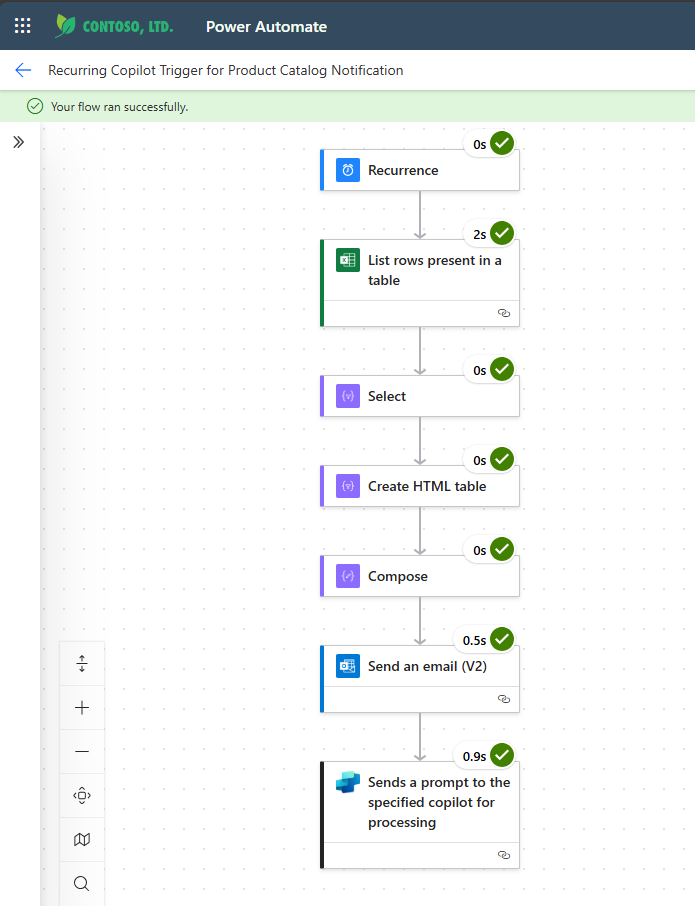 CONTOSO, LTD. Power Automate
Recurring Copilot Trigger for Product Catalog Notification
Your flow ran successfully.
0s
Recurrence
2s
List rows present in a
table
0s
Select
0s
Create HTML table
0s
Compose
0.5s
Send an email (V2)
0.9s
Sends a prompt to the
specified copilot for
processing